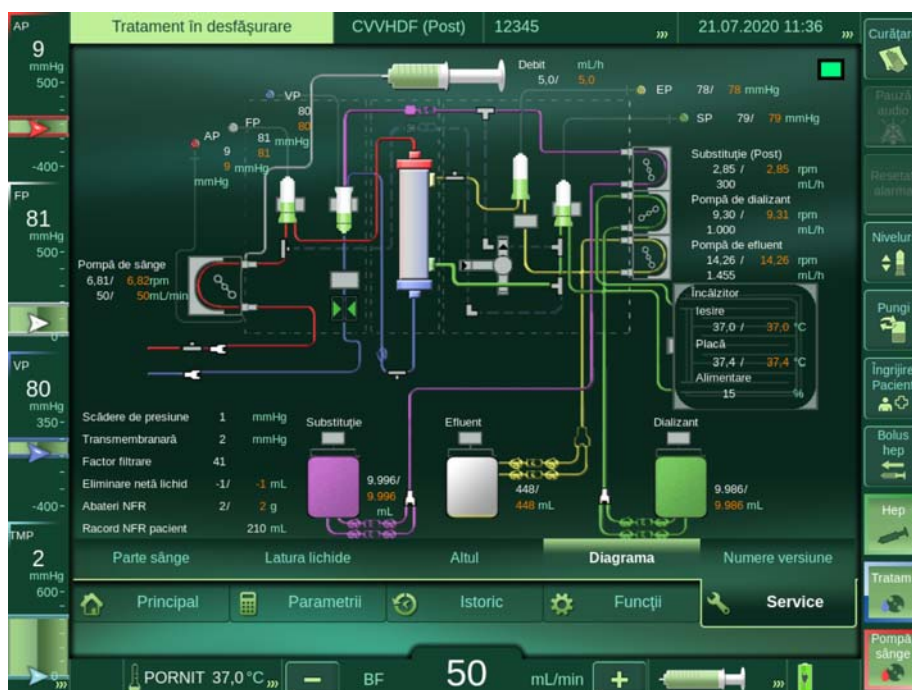 AP
9
mmHg
500
-400
FP
81
mmHg
500
0
VP
80
mmHg
350
-400
TMP
2
mmHg
600
0
Tratament în desfăşurare
CVVHDF (Post)
12345
21.07.2020 11:36
Debit mL/h
5,0/ 5,0
VP
80
80
FP
81
81
mmHg
AP
9
9
mmHg
EP 78/ 78 mmHg
SP 79/ 79 mmHg
Substituţie (Post)
2,85 / 2,85 rpm
300 mL/h
Pompă de dializant
9,30 / 9,31 rpm
1.000 mL/h
Pompă de efluent
14,26 / 14,26 rpm
1.455 mL/h
Pompă de sânge
6,81/ 6,82rpm
50/ 50mL/min
Încălzitor
Iesire
37,0 / 37,0 °C
Placă
37,4 / 37,4 °C
Alimentare
15 %
Scădere de presiune 1 mmHg
Transmembranară 2 mmHg
Factor filtrare 41
Eliminare netă lichid -1/ -1 mL
Abateri NFR 2/ 2 g
Racord NFR pacient 210 mL
Substituţie
9.996/
9.996
mL
Efluent
448/
448 mL
Dializant
9.986/
9.986 mL
Parte sânge
Latura lichide
Altul
Diagrama
Numere versiune
Principal
Parametrii
Istoric
Funcţii
Service
PORNIT 37,0 °C
BF
50
mL/min
Curăţare
Pauză
audio
Resetaţi
alarma
Nivelur
Pungi
Îngrijire
Pacient
Bolus
hep
Hep
Tratam
Pompă
sânge